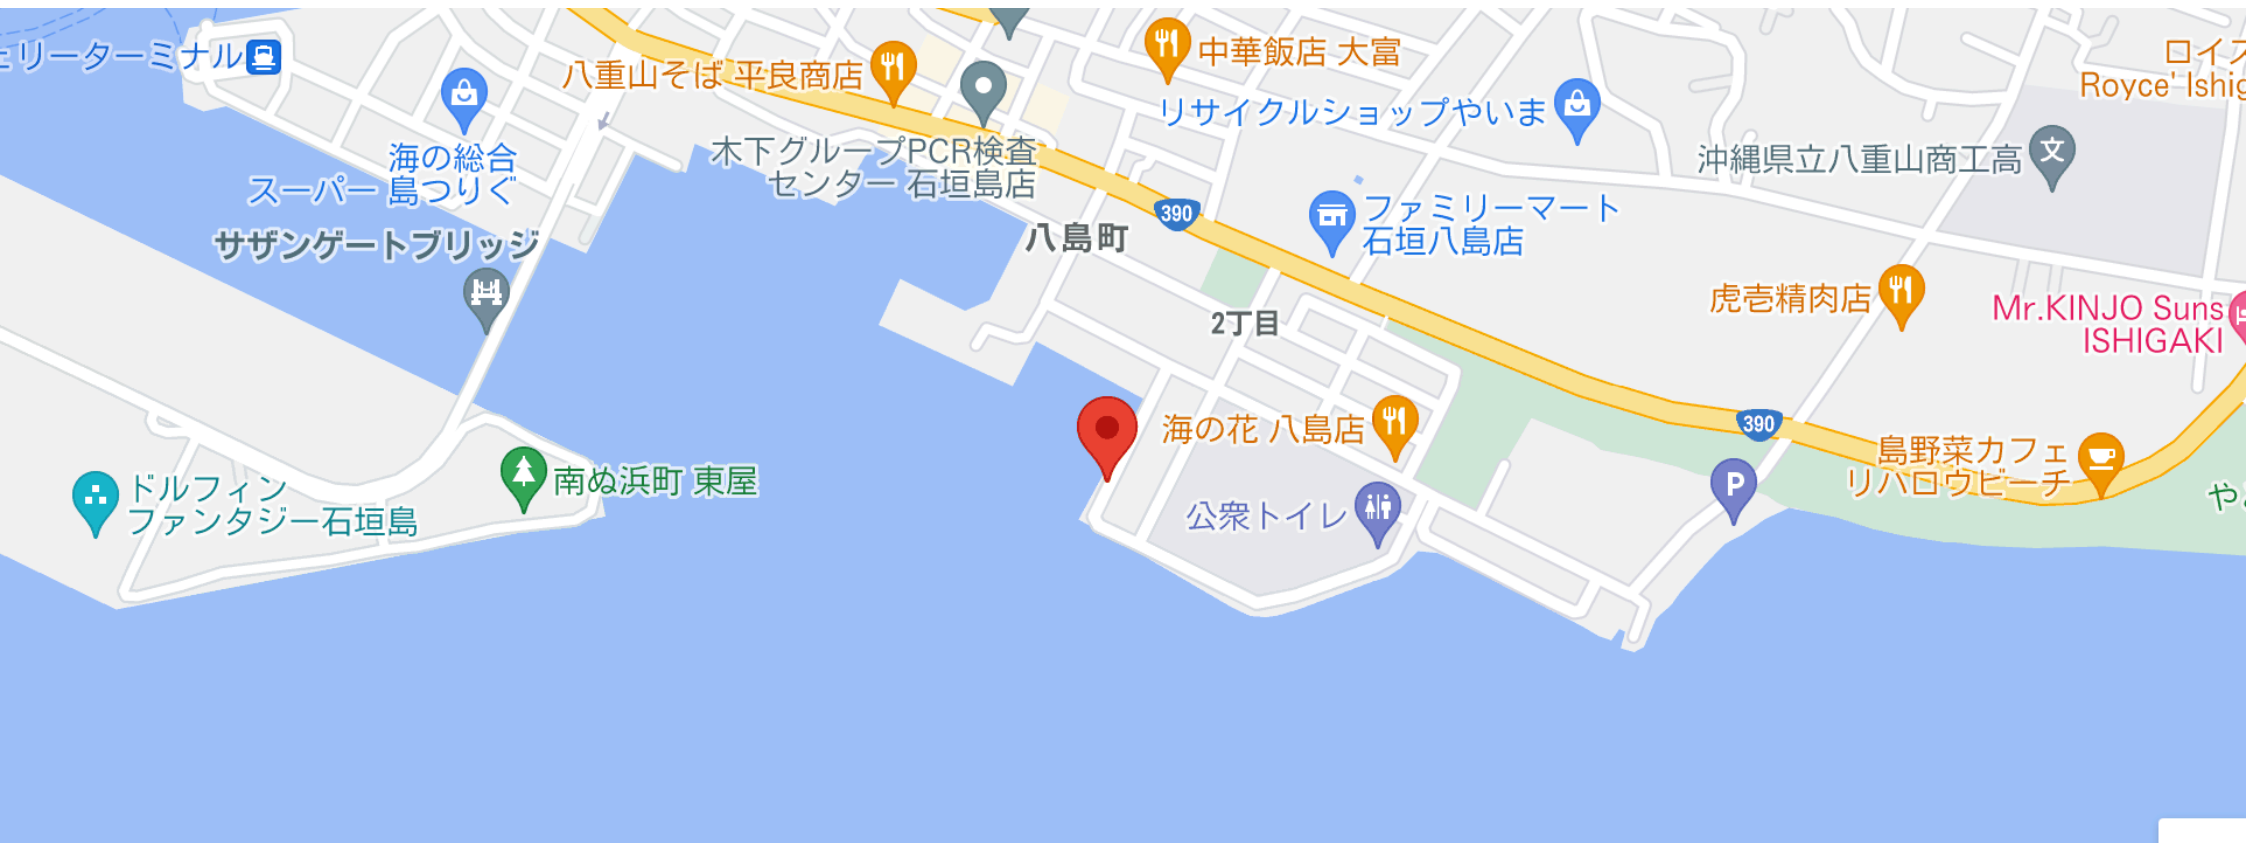 ェリーターミナル
八重山そば 平良商店
中華飯店 大富
ロイズ
Royce' Ishig
リサイクルショップやいま
海の総合
スーパー 島つりぐ
木下グループPCR検査
センター 石垣島店
沖縄県立八重山商工高
文
サザンゲートブリッジ
八島町
390
ファミリーマート
石垣八島店
虎壱精肉店
Mr.KINJO Suns
ISHIGAKI
2丁目
海の花 八島店
390
島野菜カフェ
リハロウビーチ
南ぬ浜町 東屋
ドルフィン
ファンタジー石垣島
公衆トイレ
P